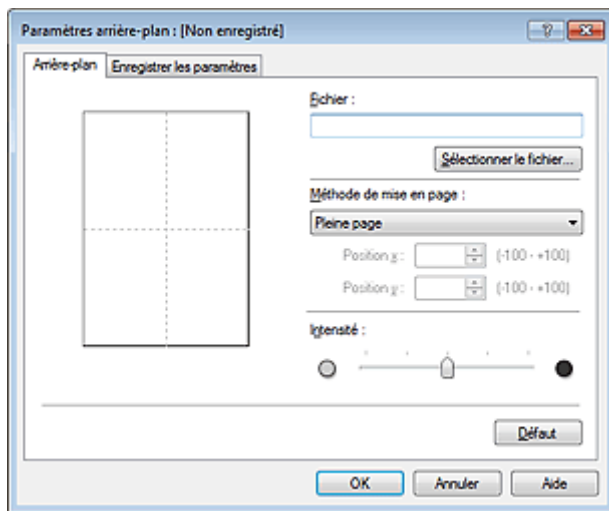 Paramètres arrière-plan : [Non enregistré]
Arrière-plan Enregistrer les paramètres
Fichier :
Sélectionner le fichier...
Méthode de mise en page :
Pleine page
Position x : (-100 - +100)
Position y : (-100 - +100)
Intensité :
Défaut
OK Annuler Aide